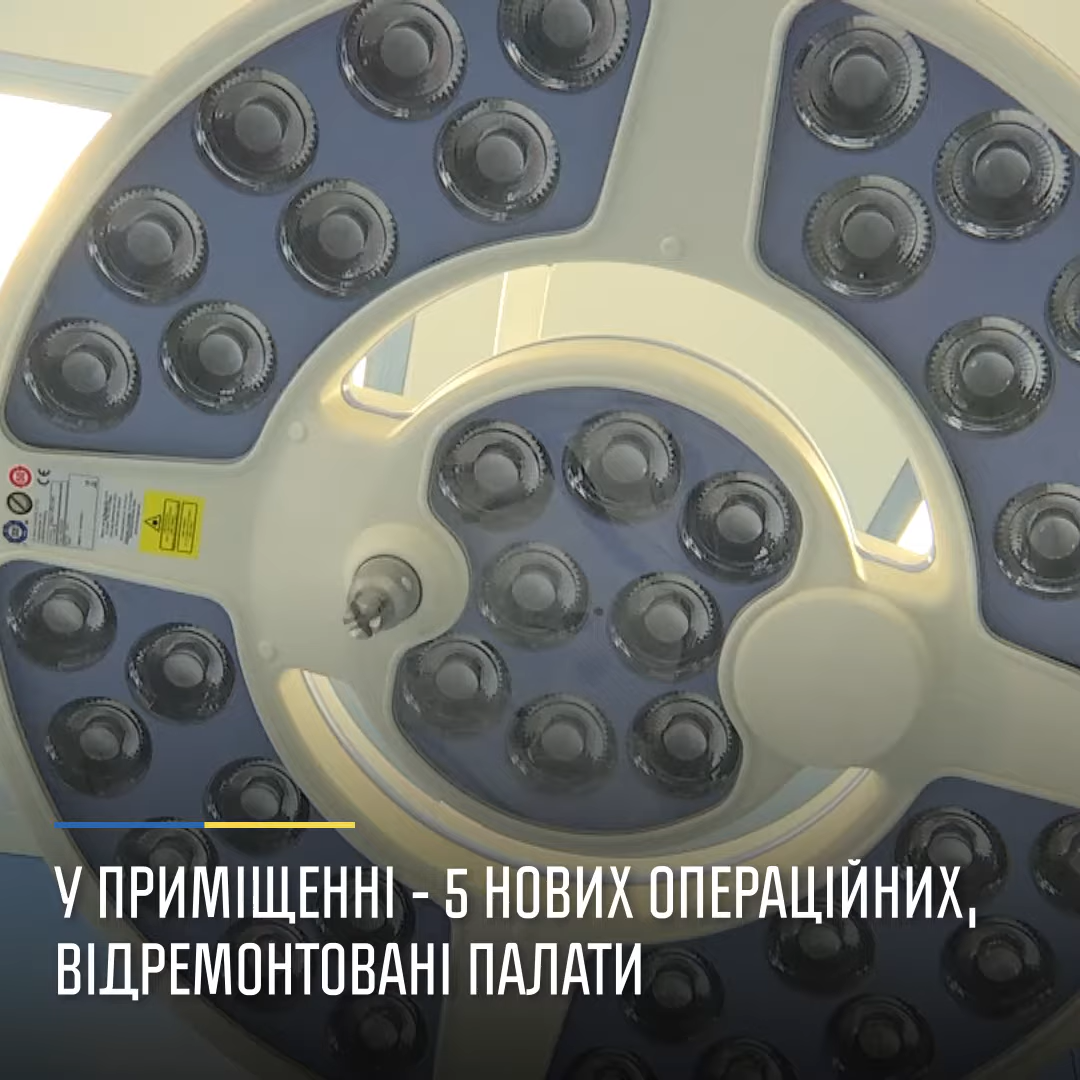 У ПРИМІЩЕННІ - 5 НОВИХ ОПЕРАЦІЙНИХ,
ВІДРЕМОНТОВАНІ ПАЛАТИ